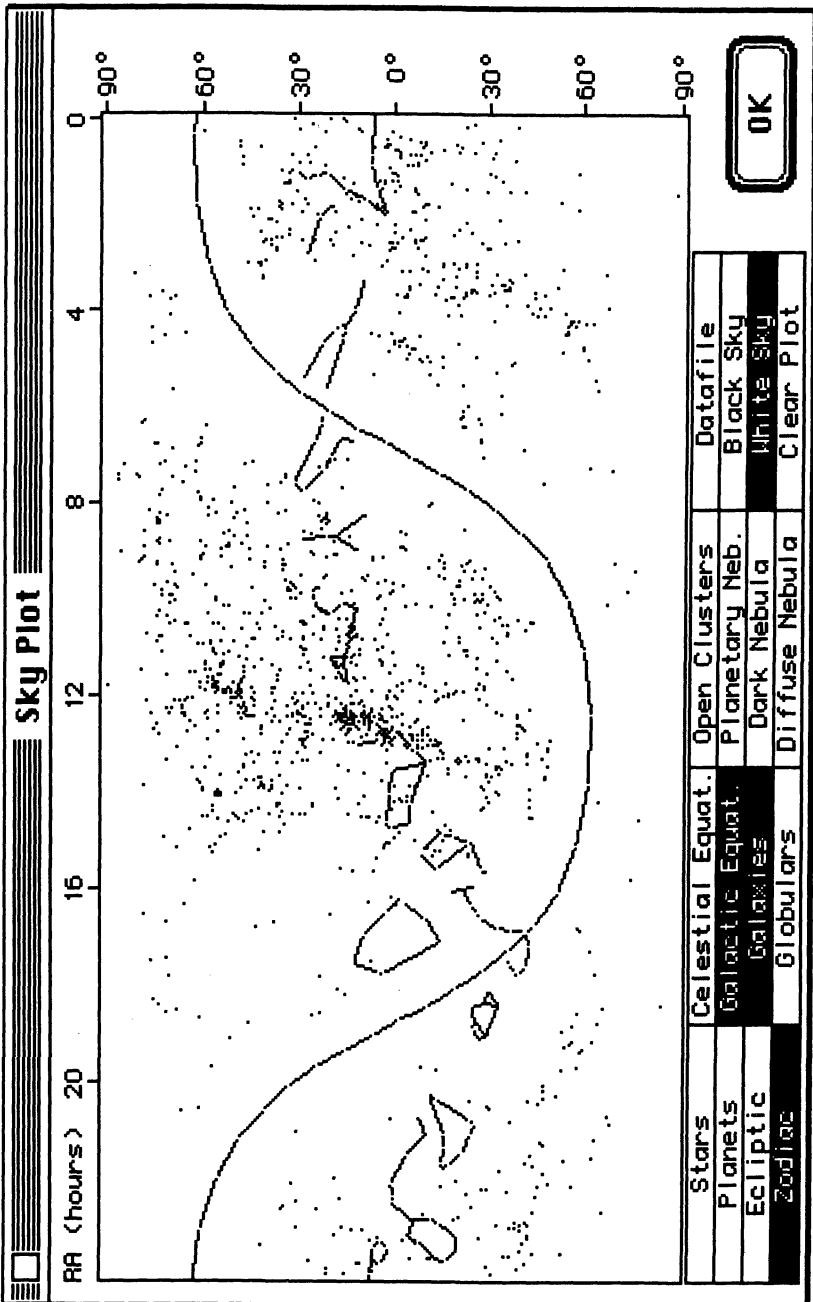 Sky Plot
RA (hours) 20 16 12 8 4 0
90°
60°
30°
0°
30°
60°
90°
Stars Celestial Equat. Open Clusters Datafile
Planets Galactic Equat. Planetary Neb. Black Sky
Ecliptic Galaxies Dark Nebula White Sky
Zodiac Globulars Diffuse Nebula Clear Plot
OK